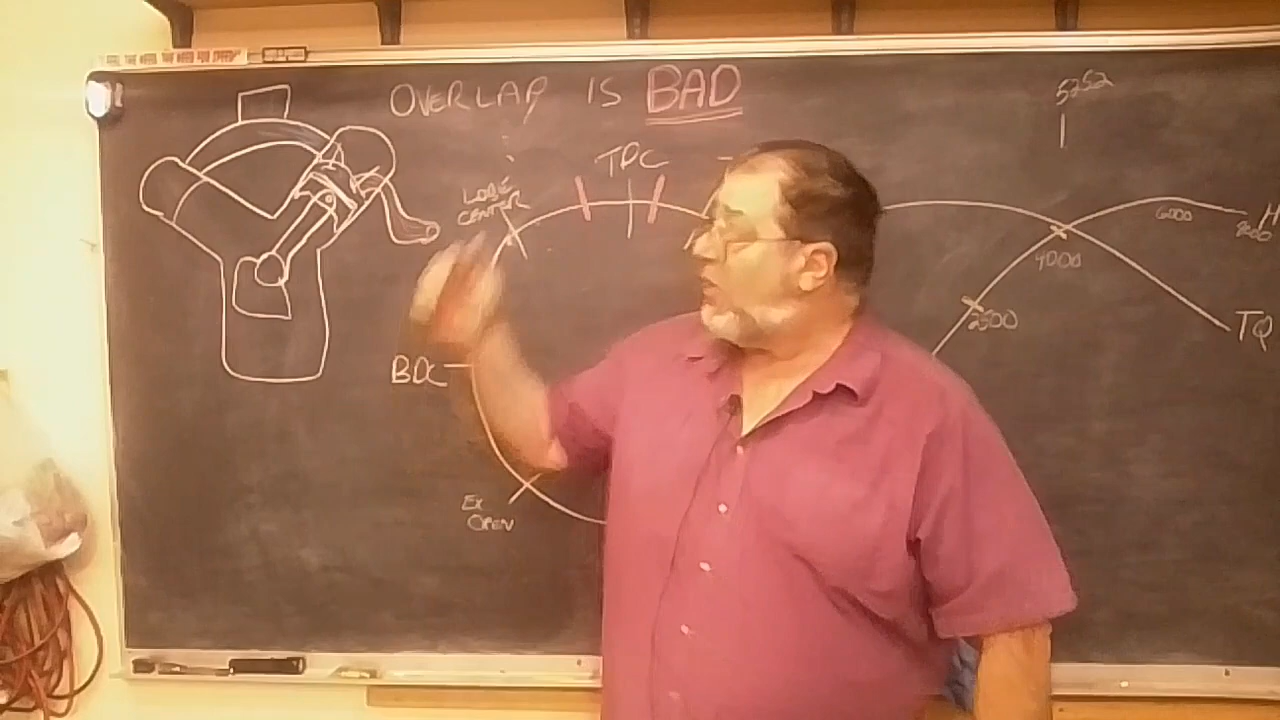 OVERLAP IS BAD
5252
TDC
LOBE
CENTER
6000
H
4000
2500
TQ
BDC
EX
OPEN